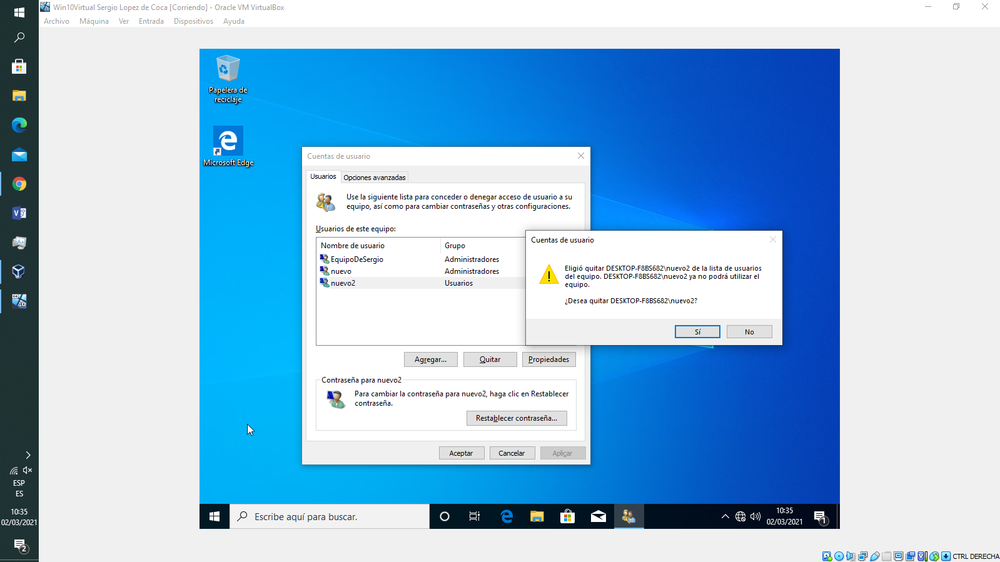 Win10Virtual Sergio Lopez de Coca [Corriendo] - Oracle VM VirtualBox
Archivo Máquina Ver Entrada Dispositivos Ayuda
Papelera de
reciclaje
Microsoft Edge
Cuentas de usuario
Usuarios Opciones avanzadas
Use la siguiente lista para conceder o denegar acceso de usuario a su
equipo, así como para cambiar contraseñas y otras configuraciones.
Usuarios de este equipo:
Nombre de usuario Grupo
EquipoDeSergio Administradores
nuevo Administradores
nuevo2 Usuarios
Agregar... Quitar Propiedades
Contraseña para nuevo2
Para cambiar la contraseña para nuevo2, haga clic en Restablecer
contraseña.
Restablecer contraseña...
Aceptar Cancelar Aplicar
Cuentas de usuario
Eligió quitar DESKTOP-F8BS682\nuevo2 de la lista de usuarios
del equipo. DESKTOP-F8BS682\nuevo2 ya no podrá utilizar el
equipo.
¿Desea quitar DESKTOP-F8BS682\nuevo2?
Sí No
Escribe aquí para buscar.
10:35
02/03/2021
1
ESP
ES
10:35
02/03/2021
2
CTRL DERECHA